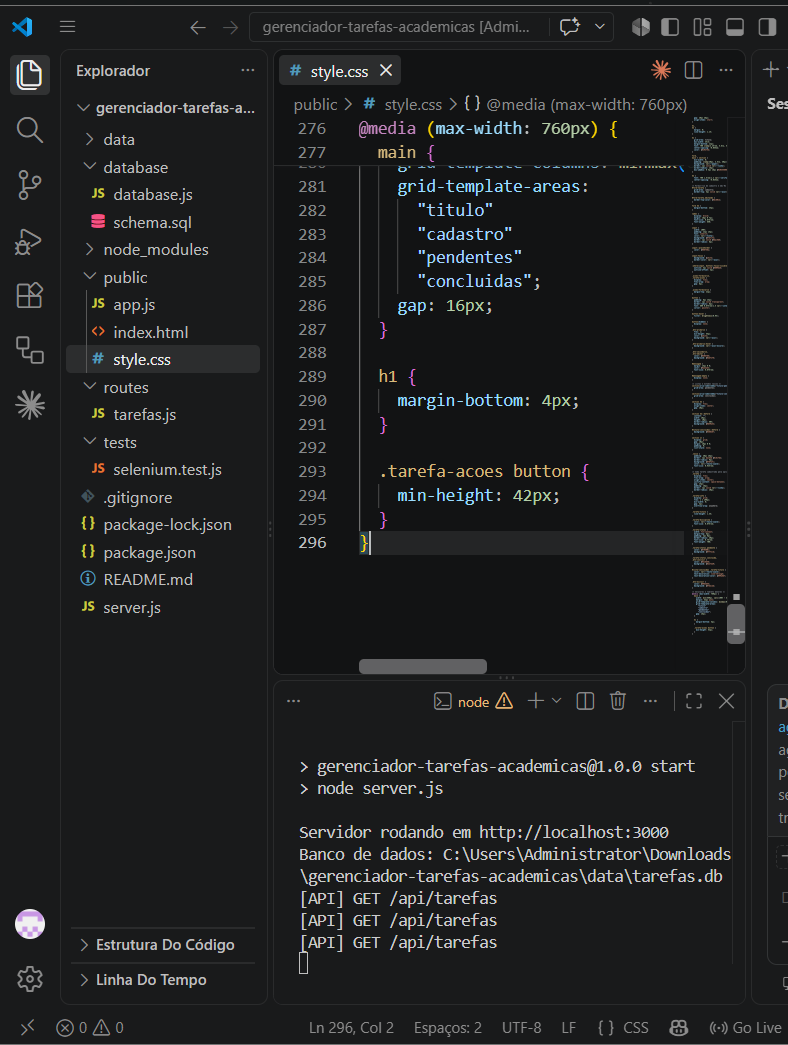 gerenciador-tarefas-academicas [Admi...
Explorador
gerenciador-tarefas-a...
data
database
JS database.js
schema.sql
node_modules
public
JS app.js
<> index.html
# style.css
routes
JS tarefas.js
tests
JS selenium.test.js
.gitignore
{} package-lock.json
{} package.json
README.md
JS server.js
Estrutura Do Código
Linha Do Tempo
# style.css
public > # style.css > { } @media (max-width: 760px)
276 @media (max-width: 760px) {
277 main {
grid-template-columns: minmax(
281 grid-template-areas:
282 "titulo"
283 "cadastro"
284 "pendentes"
285 "concluidas";
286 gap: 16px;
287 }
288
289 h1 {
290 margin-bottom: 4px;
291 }
292
293 .tarefa-acoes button {
294 min-height: 42px;
295 }
296 }
node
> gerenciador-tarefas-academicas@1.0.0 start
> node server.js
Servidor rodando em http://localhost:3000
Banco de dados: C:\Users\Administrator\Downloads
\gerenciador-tarefas-academicas\data\tarefas.db
[API] GET /api/tarefas
[API] GET /api/tarefas
[API] GET /api/tarefas
Ses
0 0
Ln 296, Col 2 Espaços: 2 UTF-8 LF { } CSS Go Live